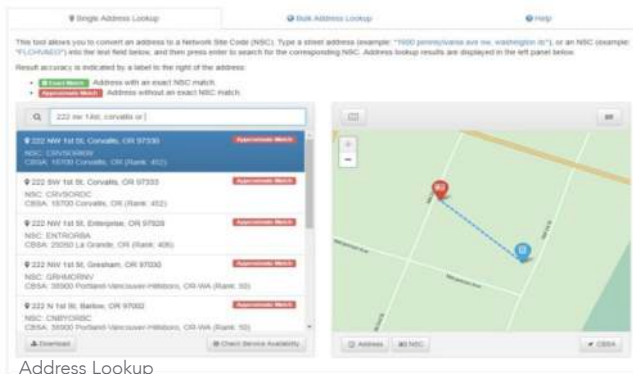 Single Address Lookup
Bulk Address Lookup
Help
This tool allows you to convert an address to a Network Site Code (NSC). Type a street address (example: "1600 pennsylvania ave nw, washington dc"), or an NSC (example:
) into the text field below, and then press enter to search for the corresponding NSC. Address lookup results are displayed in the left panel below.
Result accuracy is indicated by a label to the right of the address:
Exact Match Address with an exact NSC match.
Approximate Match Address without an exact NSC match.
222 nw 1st, corvallis or
222 NW 1st St, Corvallis, OR 97330 Approximate Match
NSC:
CBSA: 18700 Corvallis, OR (Rank: 452)
222 SW 1st St, Corvallis, OR 97333 Approximate Match
NSC: CRVSORDC
CBSA: 18700 Corvallis, OR (Rank: 452)
222 NW 1st St, Enterprise, OR 97828 Approximate Match
NSC: ENTRORBA
CBSA: La Grande, OR (Rank: 406)
222 NW 1st St, Gresham, OR 97030 Approximate Match
NSC: GRHMORNV
CBSA: 38900 Portland-Vancouver-Hillsboro, OR-WA (Rank: 50)
222 N 1st St, Barlow, OR 97002 Approximate Match
NSC: CNBYORBC
CBSA: 38900 Portland-Vancouver-Hillsboro, OR-WA (Rank: 50)
Download
Check Service Availability
Address
NSC
CBSA
Address Lookup